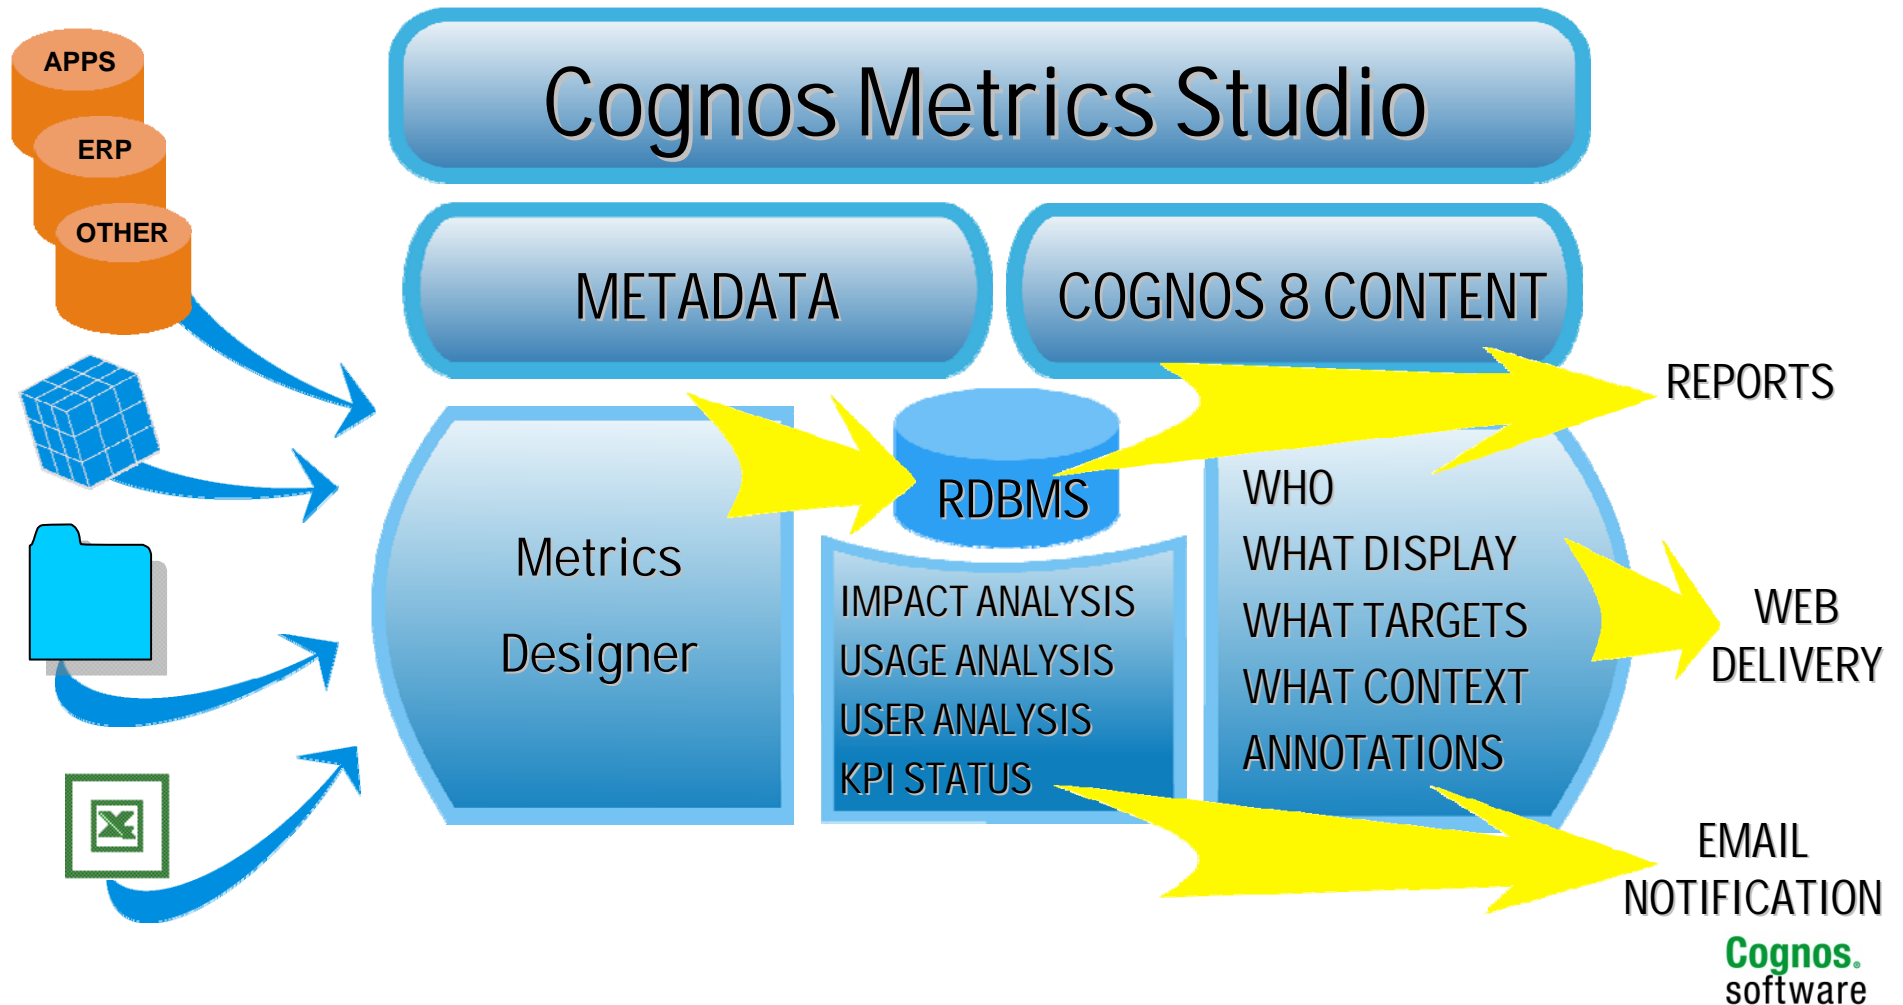 APPS
ERP
OTHER
Cognos Metrics Studio
METADATA
COGNOS 8 CONTENT
Metrics
Designer
RDBMS
IMPACT ANALYSIS
USAGE ANALYSIS
USER ANALYSIS
KPI STATUS
WHO
WHAT DISPLAY
WHAT TARGETS
WHAT CONTEXT
ANNOTATIONS
REPORTS
WEB
DELIVERY
EMAIL
NOTIFICATION
Cognos®
software